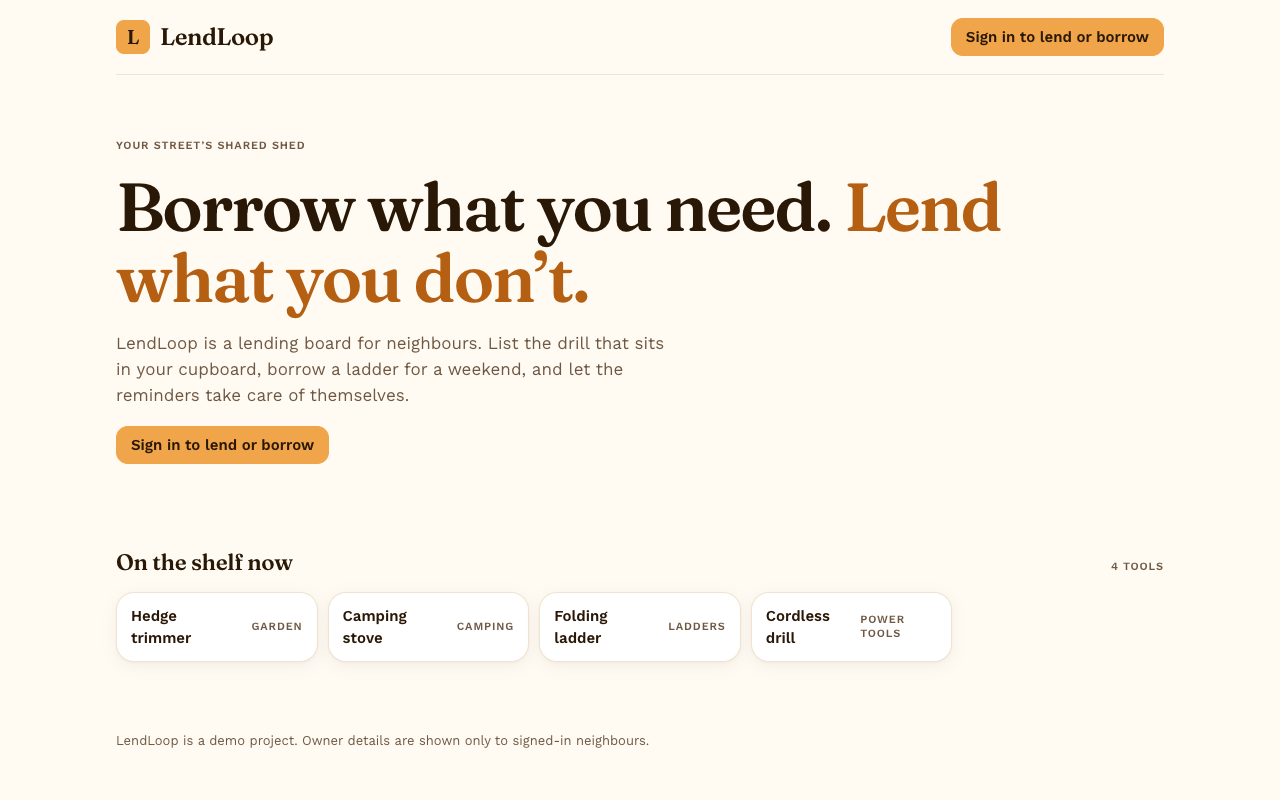 L
LendLoop
Sign in to lend or borrow
YOUR STREET’S SHARED SHED
Borrow what you need. Lend
what you don’t.
LendLoop is a lending board for neighbours. List the drill that sits
in your cupboard, borrow a ladder for a weekend, and let the
reminders take care of themselves.
Sign in to lend or borrow
On the shelf now
4 TOOLS
Hedge
trimmer
GARDEN
Camping
stove
CAMPING
Folding
ladder
LADDERS
Cordless
drill
POWER
TOOLS
LendLoop is a demo project. Owner details are shown only to signed-in neighbours.